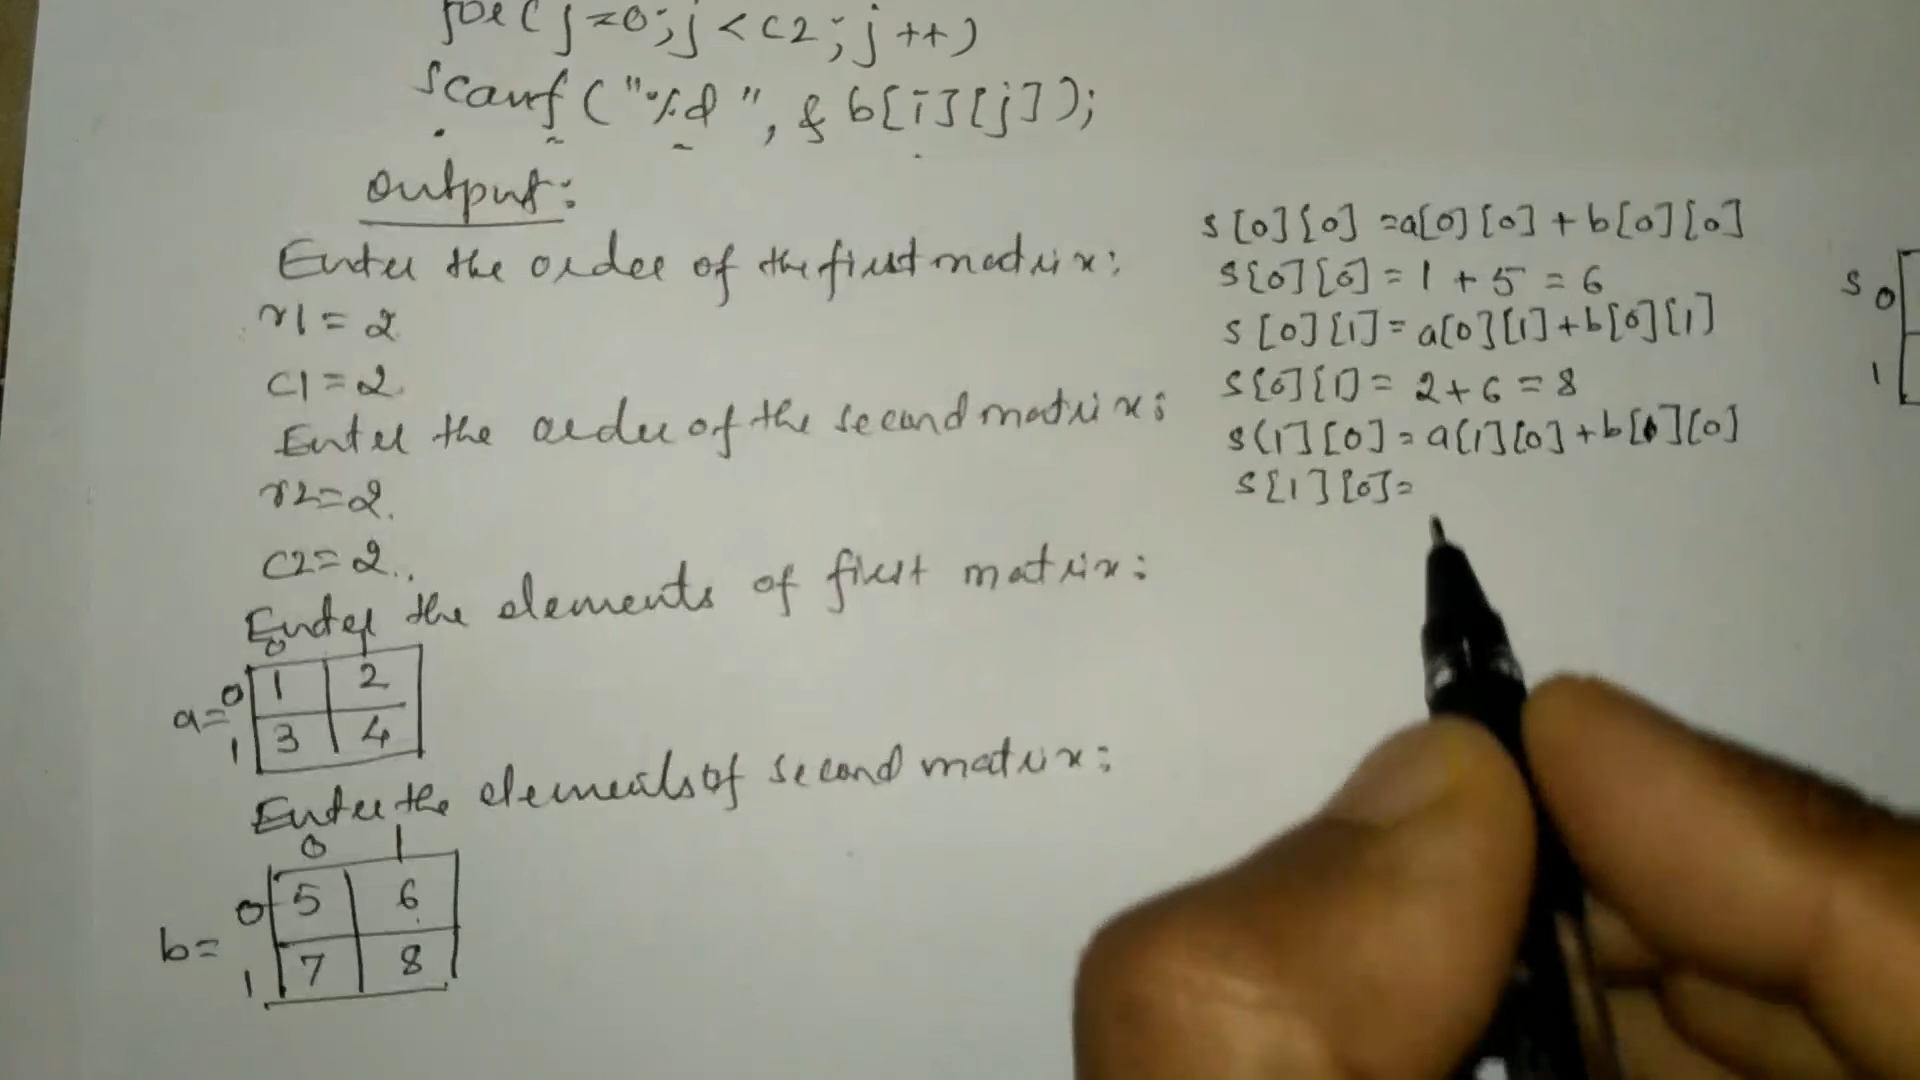 for(j=0;j<c2;j++)
scanf("%d",&b[i][j]);
output:
Enter the order of the first matrix:
r1=2
c1=2
Enter the order of the second matrix:
r2=2.
c2=2..
Enter the elements of first matrix:
0 1
a=0 1 2
1 3 4
Enter the elements of second matrix:
0 1
0 5 6
b=
1 7 8
s[0][0]=a[0][0]+b[0][0]
s[0][0]=1+5=6
s[0][1]=a[0][1]+b[0][1]
s[0][1]=2+6=8
s[1][0]=a[1][0]+b[1][0]
s[1][0]=
s 0
1